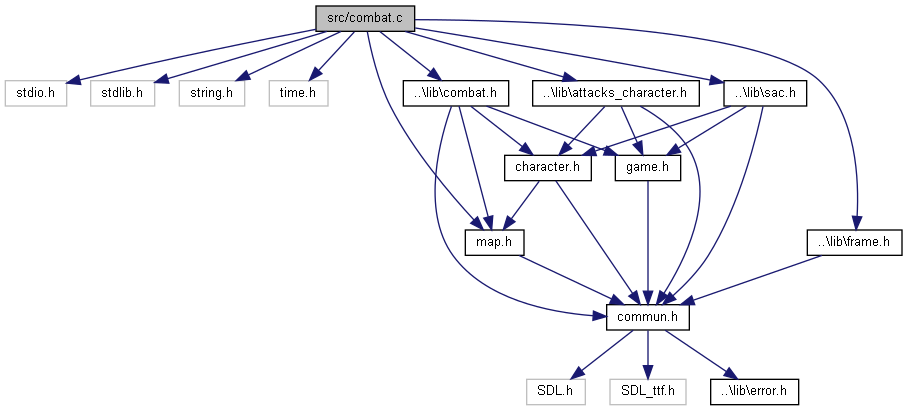 src/combat.c
stdio.h
stdlib.h
string.h
time.h
..\lib\combat.h
..\lib\attacks_character.h
..\lib\sac.h
character.h
game.h
map.h
..\lib\frame.h
commun.h
SDL.h
SDL_ttf.h
..\lib\error.h